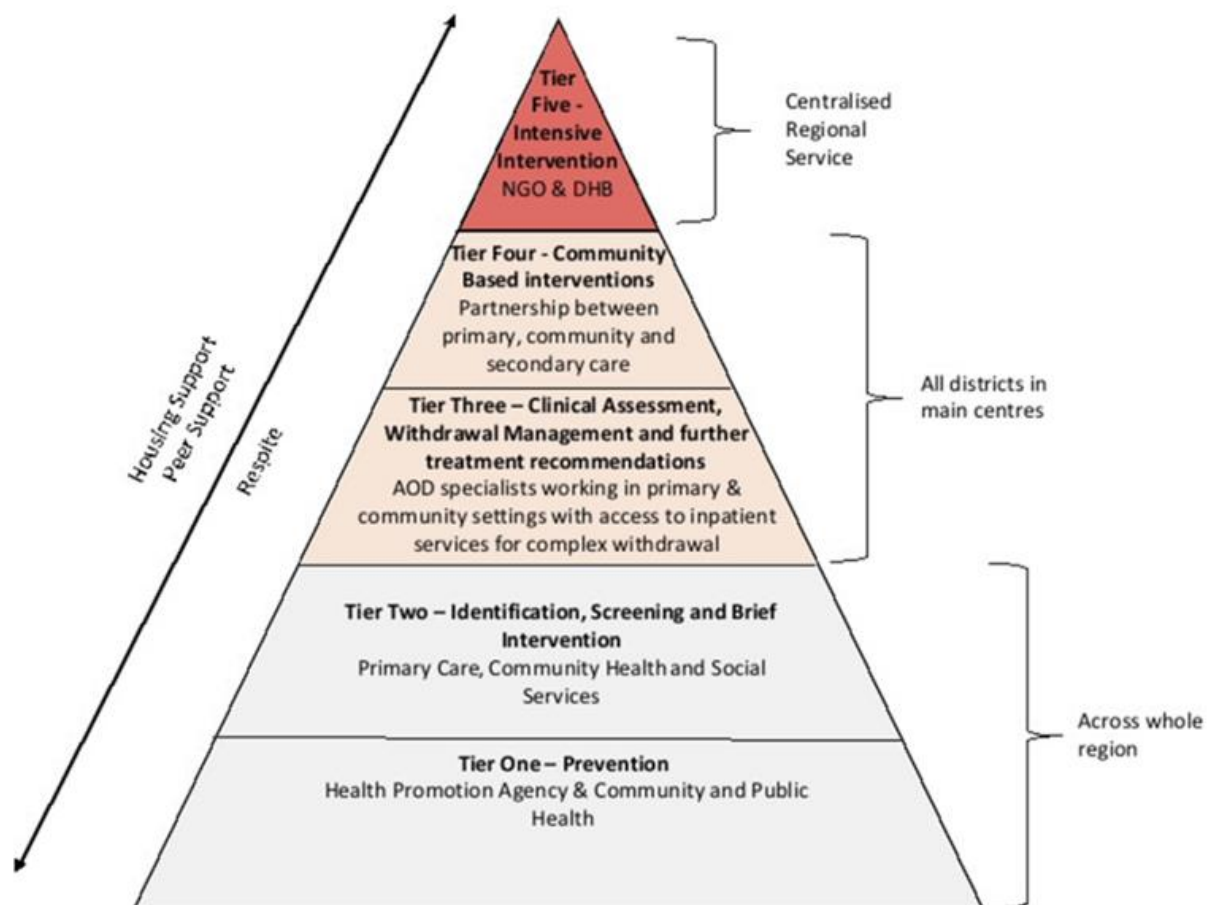 Tier
Five -
Intensive
Intervention
NGO & DHB
Centralised
Regional
Service
Tier Four - Community
Based interventions
Partnership between
primary, community and
secondary care
Tier Three – Clinical Assessment,
Withdrawal Management and further
treatment recommendations
AOD specialists working in primary &
community settings with access to inpatient
services for complex withdrawal
All districts in
main centres
Housing Support
Peer Support
Respite
Tier Two – Identification, Screening and Brief
Intervention
Primary Care, Community Health and Social
Services
Tier One – Prevention
Health Promotion Agency & Community and Public
Health
Across whole
region